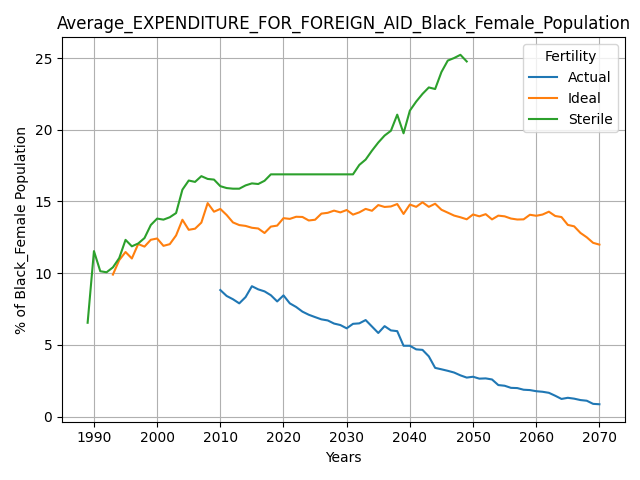 Average_EXPENDITURE_FOR_FOREIGN_AID_Black_Female_Population
Fertility
Actual
Ideal
Sterile
% of Black_Female Population
25
20
15
10
5
0
1990 2000 2010 2020 2030 2040 2050 2060 2070
Years